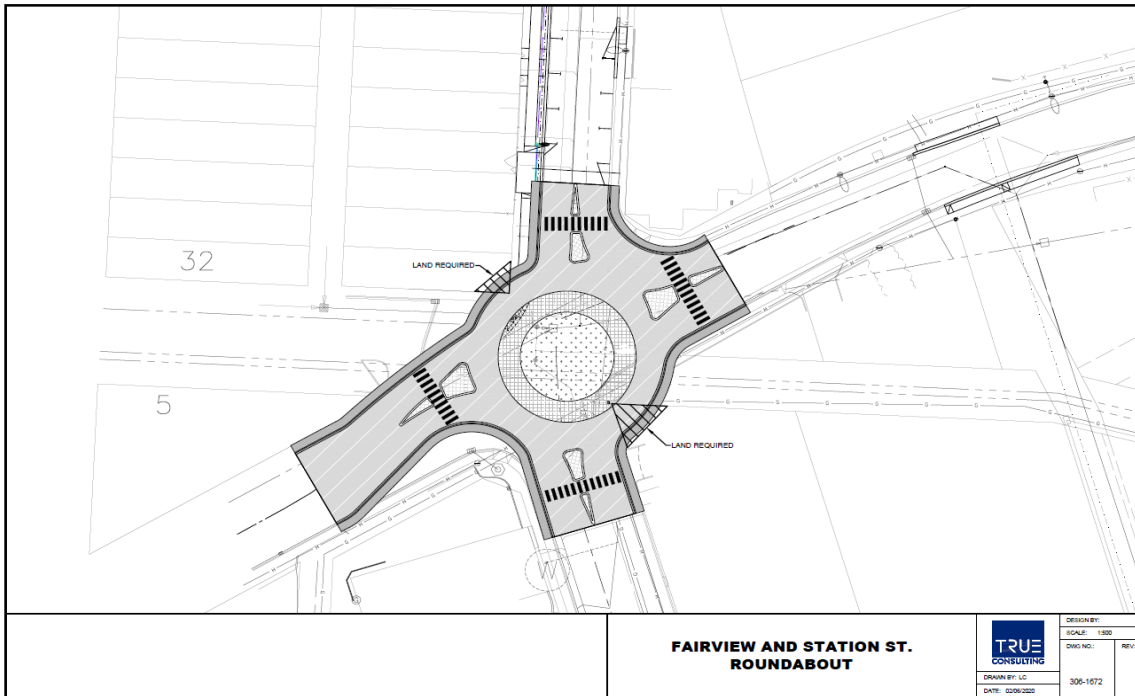 32
LAND REQUIRED
5
LAND REQUIRED
FAIRVIEW AND STATION ST.
ROUNDABOUT
TRUE
CONSULTING
DRAWN BY: LC
DATE: 02/06/2020
DESIGN BY:
SCALE: 1:500
DWG NO.:
REV:
306-1672